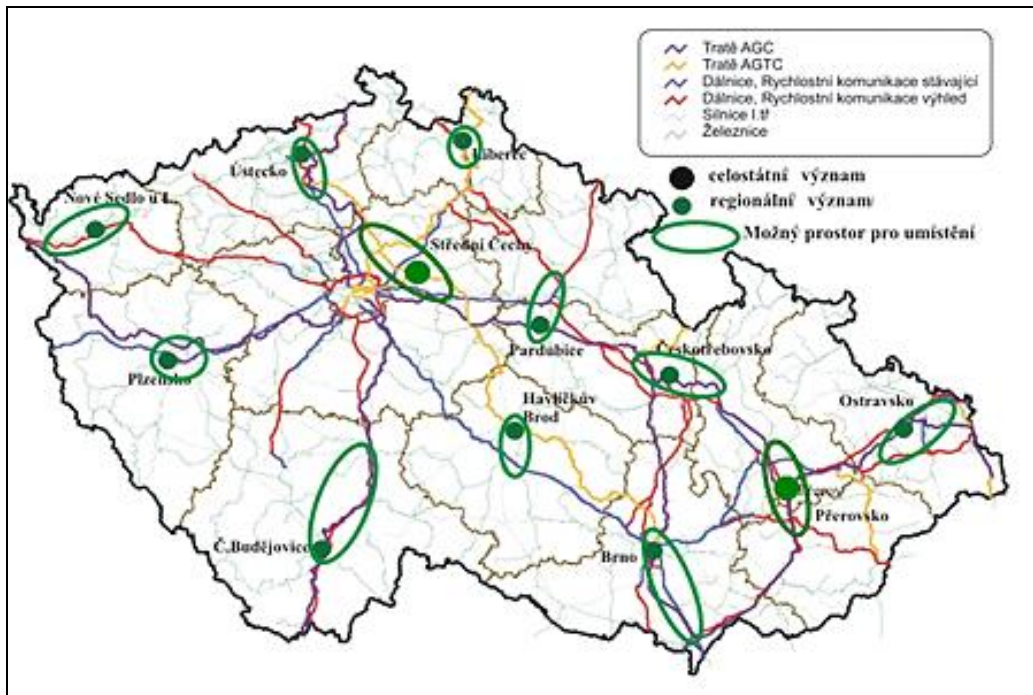 Tratě AGC
Tratě AGTC
Dálnice, Rychlostní komunikace stávající
Dálnice, Rychlostní komunikace výhled
Silnice I.tř
Železnice
celostátní význam
regionální význam
Možný prostor pro umístění
Ústecko
Liberec
Nové Sedlo u L.
Střední Čechy
Pardubice
Českotřebovsko
Plzeňsko
Havlíčkův
Brod
Ostravsko
Přerovsko
Č.Budějovice
Brno